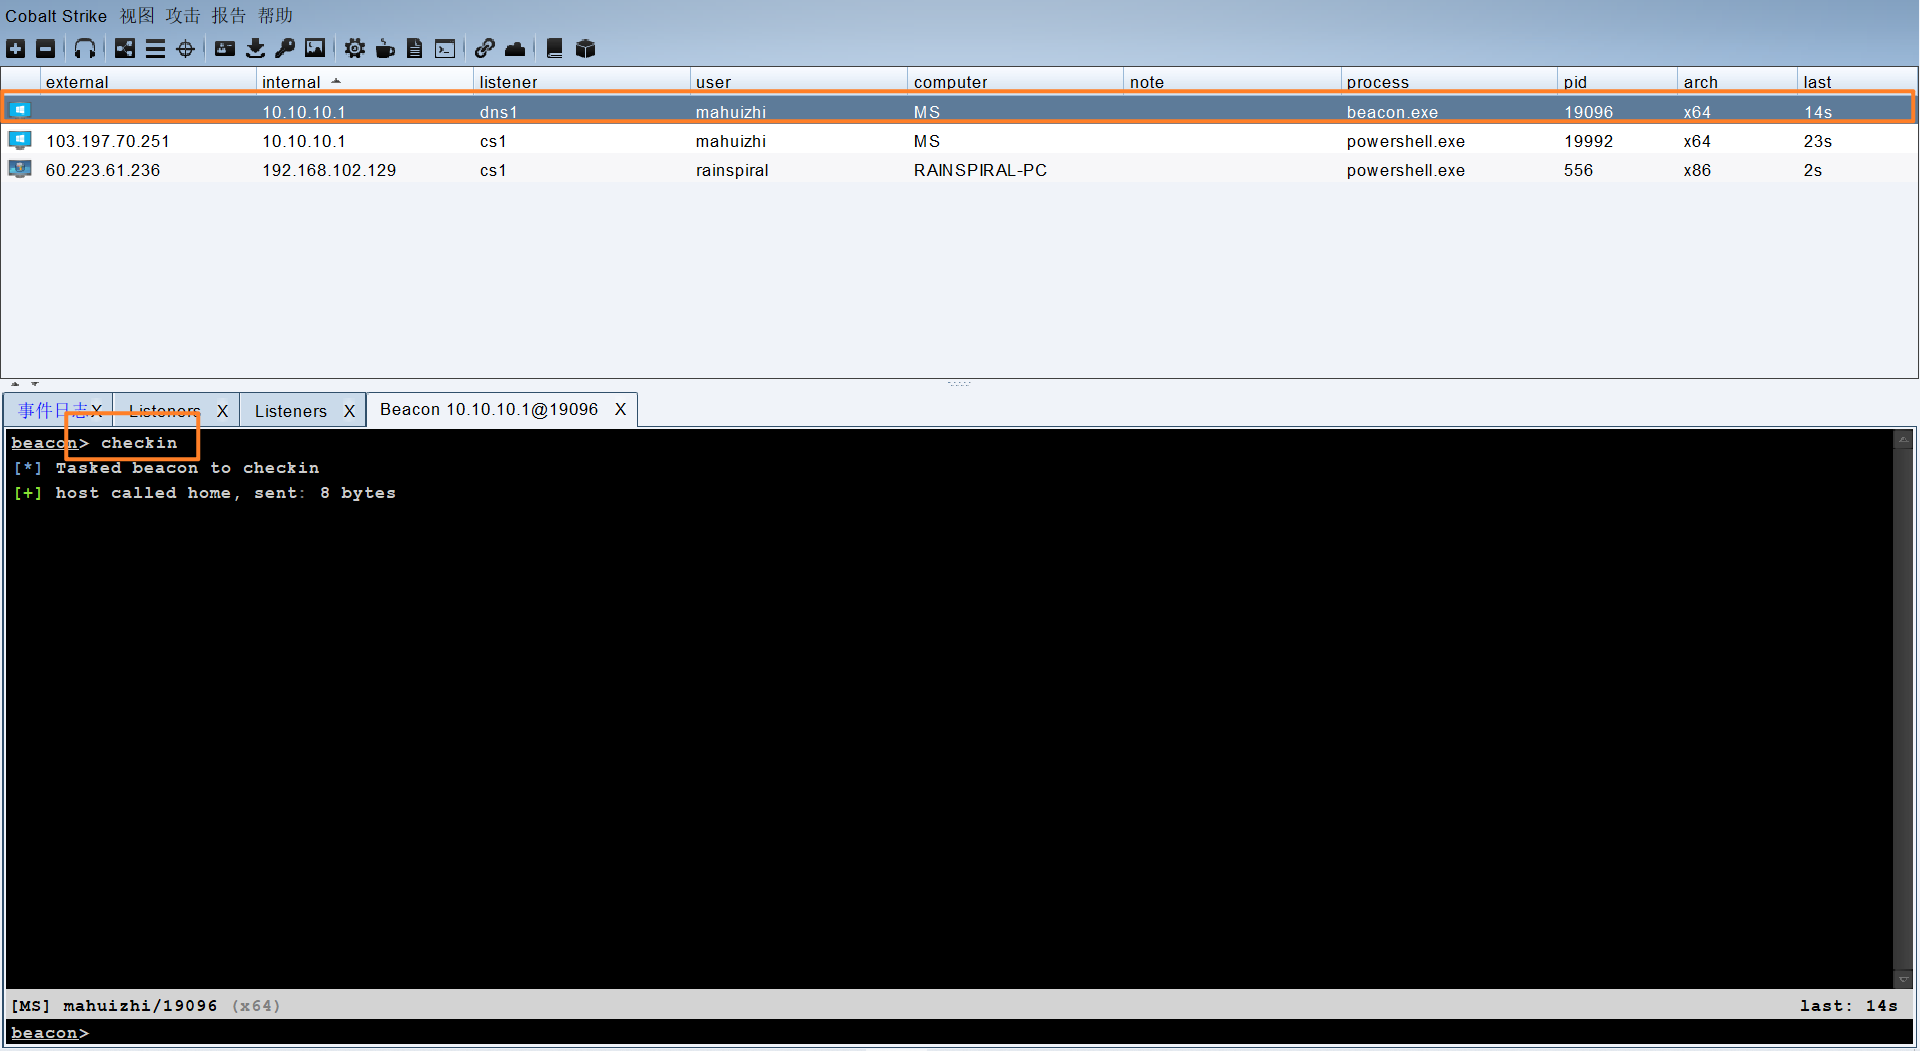 Cobalt Strike 视图 攻击 报告 帮助
external internal listener user computer note process pid arch last
10.10.10.1 dns1 mahuizhi MS beacon.exe 19096 x64 14s
103.197.70.251 10.10.10.1 cs1 mahuizhi MS powershell.exe 19992 x64 23s
60.223.61.236 192.168.102.129 cs1 rainspiral RAINSPIRAL-PC powershell.exe 556 x86 2s
事件日志 X Listeners X Listeners X Beacon 10.10.10.1@19096 X
beacon> checkin
[*] Tasked beacon to checkin
[+] host called home, sent: 8 bytes
[MS] mahuizhi/19096 (x64) last: 14s
beacon>